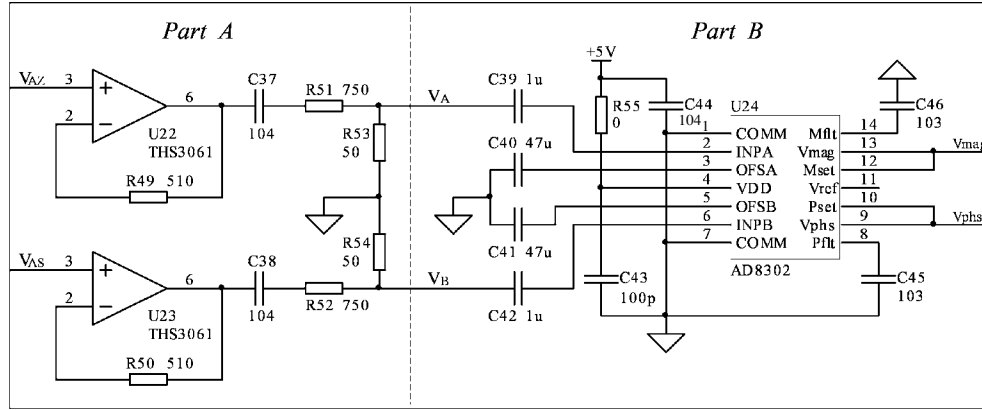 Part A
Part B
V_AZ
3
2
6
U22
THS3061
R49 510
C37
104
R51 750
R53
50
V_A
R54
50
V_AS
3
2
6
U23
THS3061
R50 510
C38
104
R52 750
V_B
C39 1u
C40 47u
C41 47u
C42 1u
+5V
R55
0
C44
104
C43
100p
U24
1 COMM
2 INPA
3 OFSA
4 VDD
5 OFSB
6 INPB
7 COMM
Mflt 14
Vmag 13
Mset 12
Vref 11
Pset 10
Vphs 9
Pflt 8
AD8302
C46
103
Vmag
Vphs
C45
103